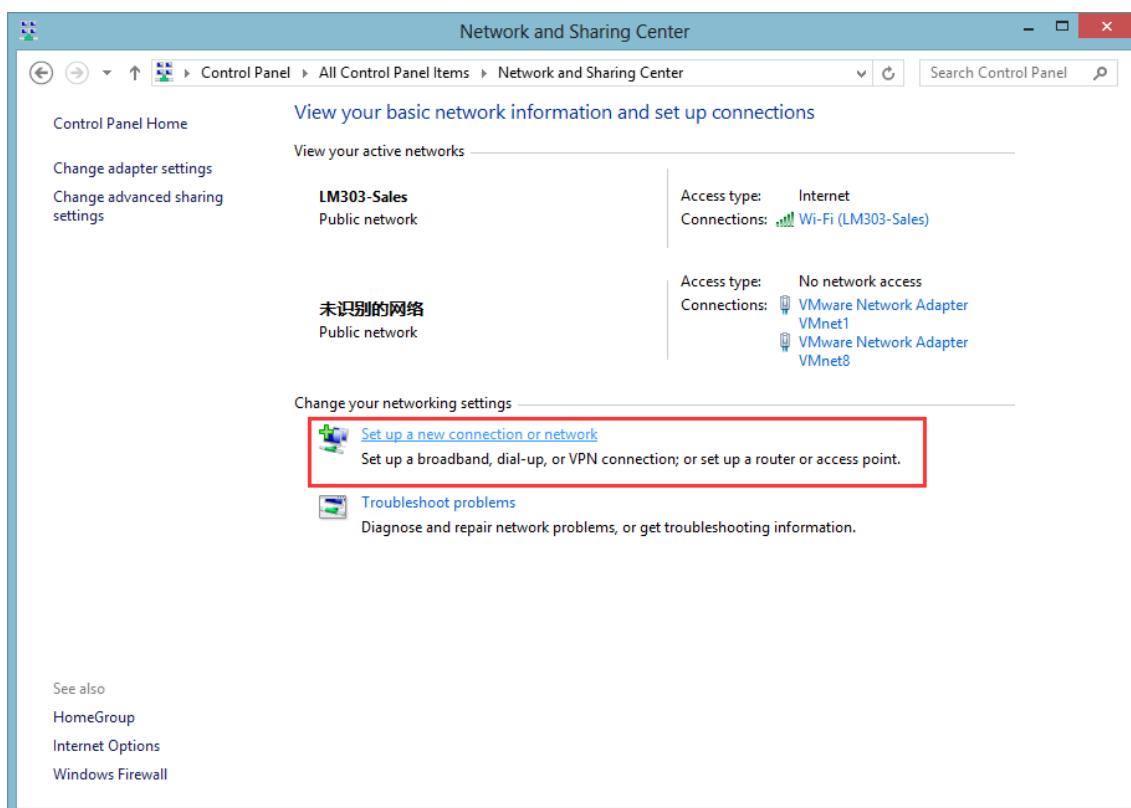 Network and Sharing Center
Control Panel All Control Panel Items Network and Sharing Center
Search Control Panel
Control Panel Home
Change adapter settings
Change advanced sharing
settings
View your basic network information and set up connections
View your active networks
LM303-Sales
Public network
Access type: Internet
Connections: Wi-Fi (LM303-Sales)
未识别的网络
Public network
Access type: No network access
Connections: VMware Network Adapter
VMnet1
VMware Network Adapter
VMnet8
Change your networking settings
Set up a new connection or network
Set up a broadband, dial-up, or VPN connection; or set up a router or access point.
Troubleshoot problems
Diagnose and repair network problems, or get troubleshooting information.
See also
HomeGroup
Internet Options
Windows Firewall